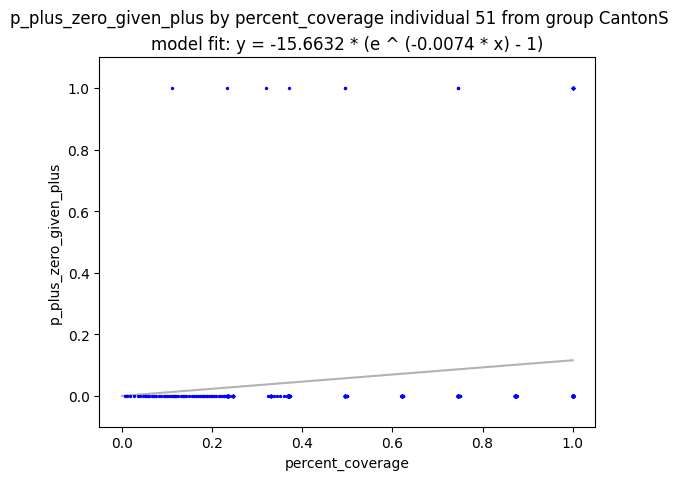 p_plus_zero_given_plus by percent_coverage individual 51 from group CantonS
model fit: y = -15.6632 * (e ^ (-0.0074 * x) - 1)
1.0
0.8
0.6
0.4
0.2
0.0
p_plus_zero_given_plus
0.0 0.2 0.4 0.6 0.8 1.0
percent_coverage